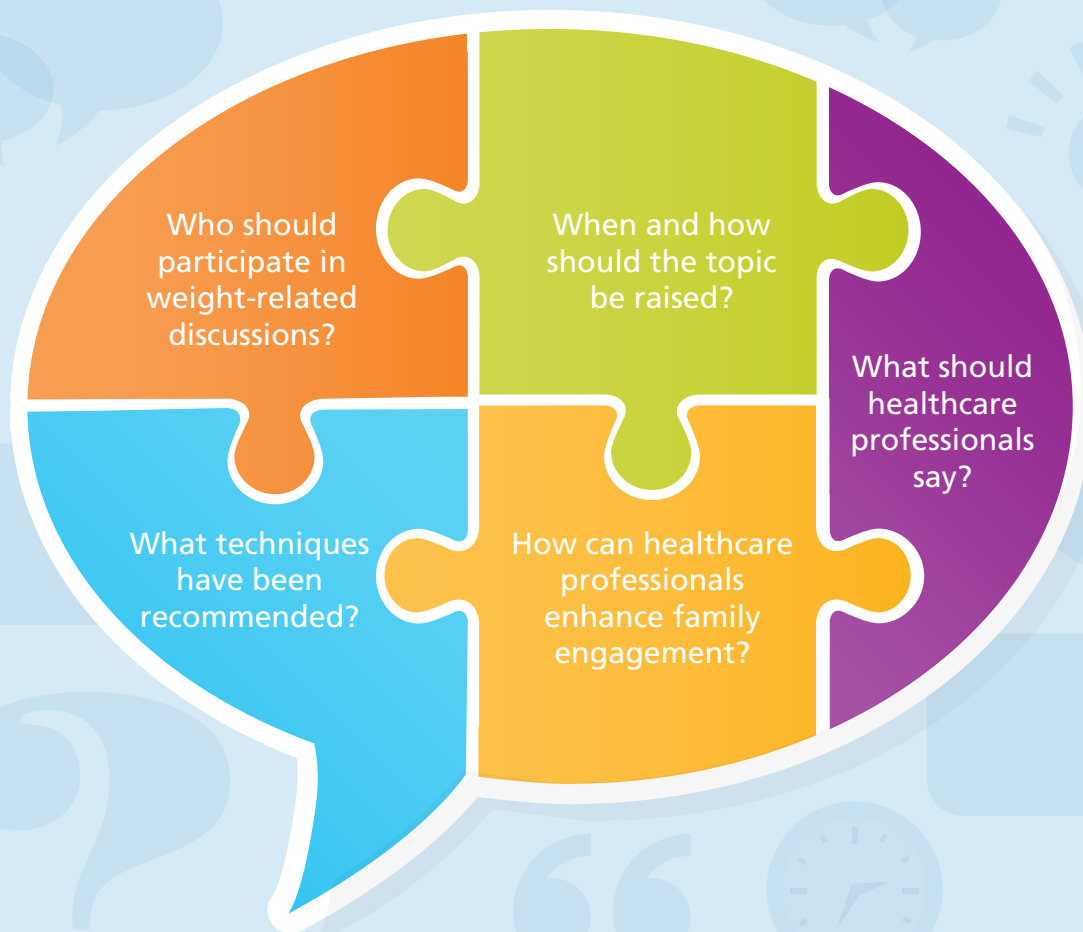 Who should
participate in
weight-related
discussions?
When and how
should the topic
be raised?
What should
healthcare
professionals
say?
What techniques
have been
recommended?
How can healthcare
professionals
enhance family
engagement?